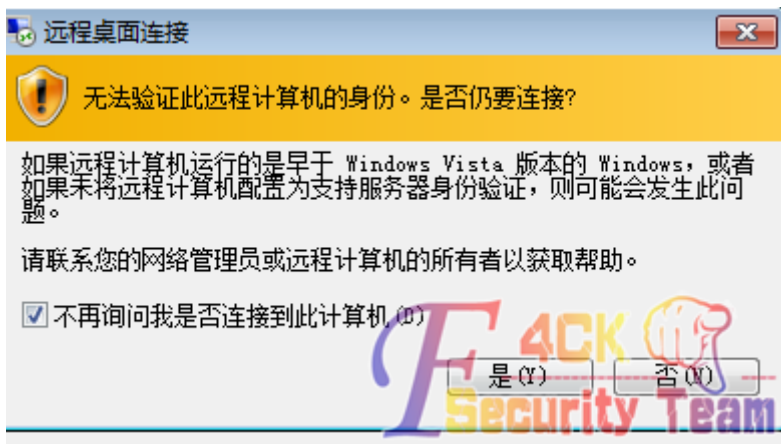 远程桌面连接
无法验证此远程计算机的身份。是否仍要连接?
如果远程计算机运行的是早于 Windows Vista 版本的 Windows，或者
如果未将远程计算机配置为支持服务器身份验证，则可能会发生此问
题。
请联系您的网络管理员或远程计算机的所有者以获取帮助。
不再询问我是否连接到此计算机(D)
F4CK
是(Y) 否(N)
Security Team